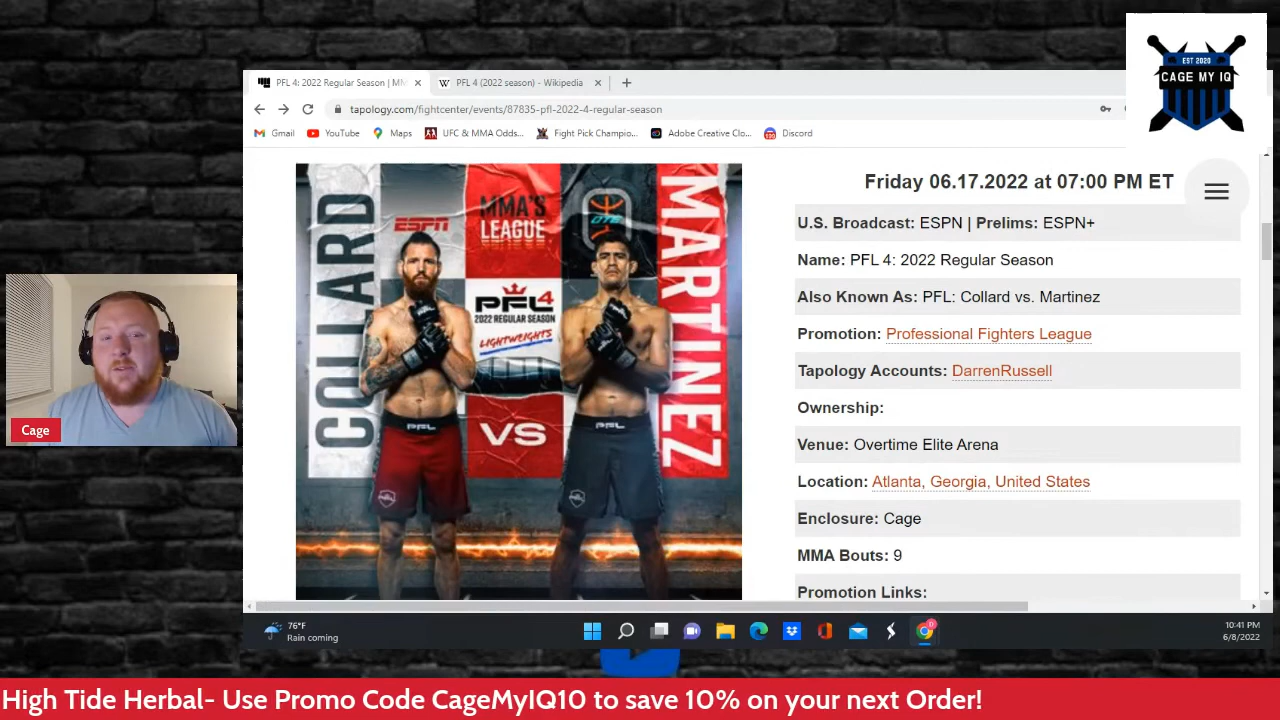 EST 2020
CAGE MY IQ
PFL 4: 2022 Regular Season | MM
PFL 4 (2022 season) - Wikipedia
tapology.com/fightcenter/events/87835-pfl-2022-4-regular-season
Gmail
YouTube
Maps
UFC & MMA Odds...
Fight Pick Champio...
Adobe Creative Clo...
Discord
COLLARD
ESPN
MMA'S
LEAGUE
OTE
MARTINEZ
PFL 4
2022 REGULAR SEASON
LIGHTWEIGHTS
VS
PFL
PFL
Friday 06.17.2022 at 07:00 PM ET
U.S. Broadcast: ESPN | Prelims: ESPN+
Name: PFL 4: 2022 Regular Season
Also Known As: PFL: Collard vs. Martinez
Promotion: Professional Fighters League
Tapology Accounts: DarrenRussell
Ownership:
Venue: Overtime Elite Arena
Location: Atlanta, Georgia, United States
Enclosure: Cage
MMA Bouts: 9
Promotion Links:
Cage
76°F
Rain coming
10:41 PM
6/8/2022
High Tide Herbal- Use Promo Code CageMyIQ10 to save 10% on your next Order!